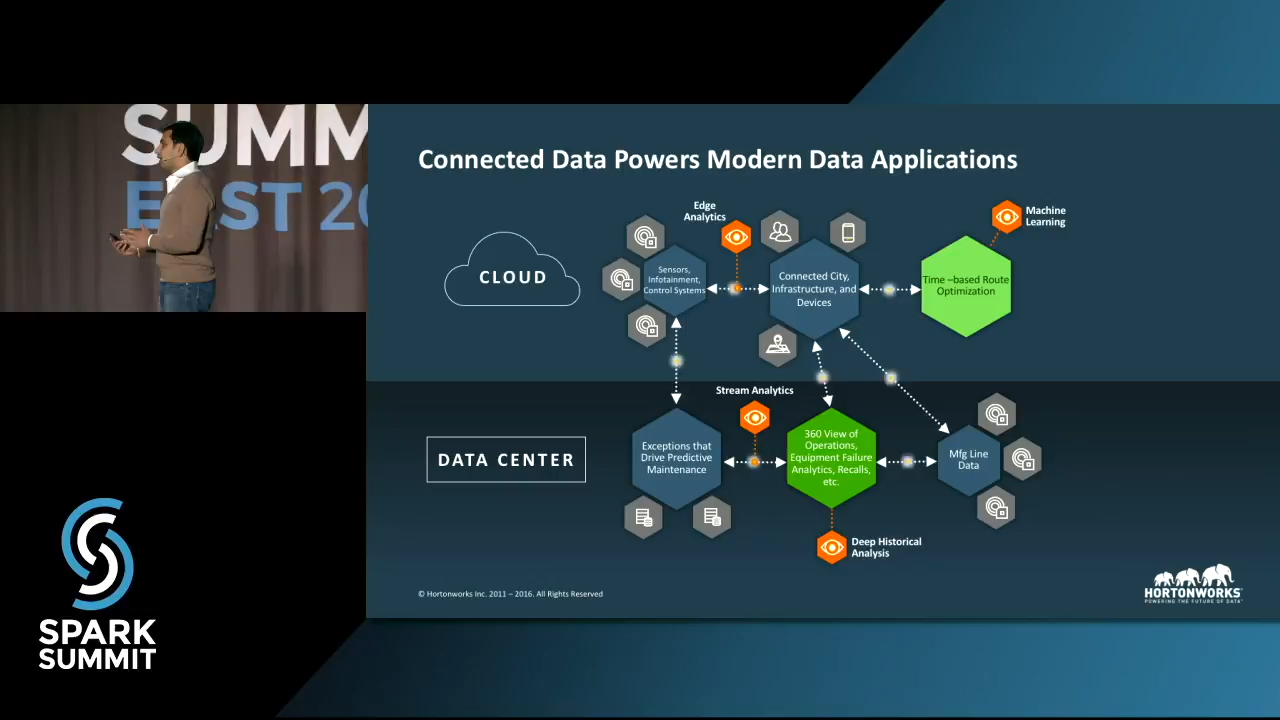 SUMM
EAST 20
Connected Data Powers Modern Data Applications
CLOUD
Edge
Analytics
Sensors,
Infotainment,
Control Systems
Connected City,
Infrastructure, and
Devices
Time –based Route
Optimization
Machine
Learning
DATA CENTER
Stream Analytics
Exceptions that
Drive Predictive
Maintenance
360 View of
Operations,
Equipment Failure
Analytics, Recalls,
etc.
Mfg Line
Data
Deep Historical
Analysis
© Hortonworks Inc. 2011 – 2016. All Rights Reserved
HORTONWORKS
POWERING THE FUTURE OF DATA™
SPARK
SUMMIT